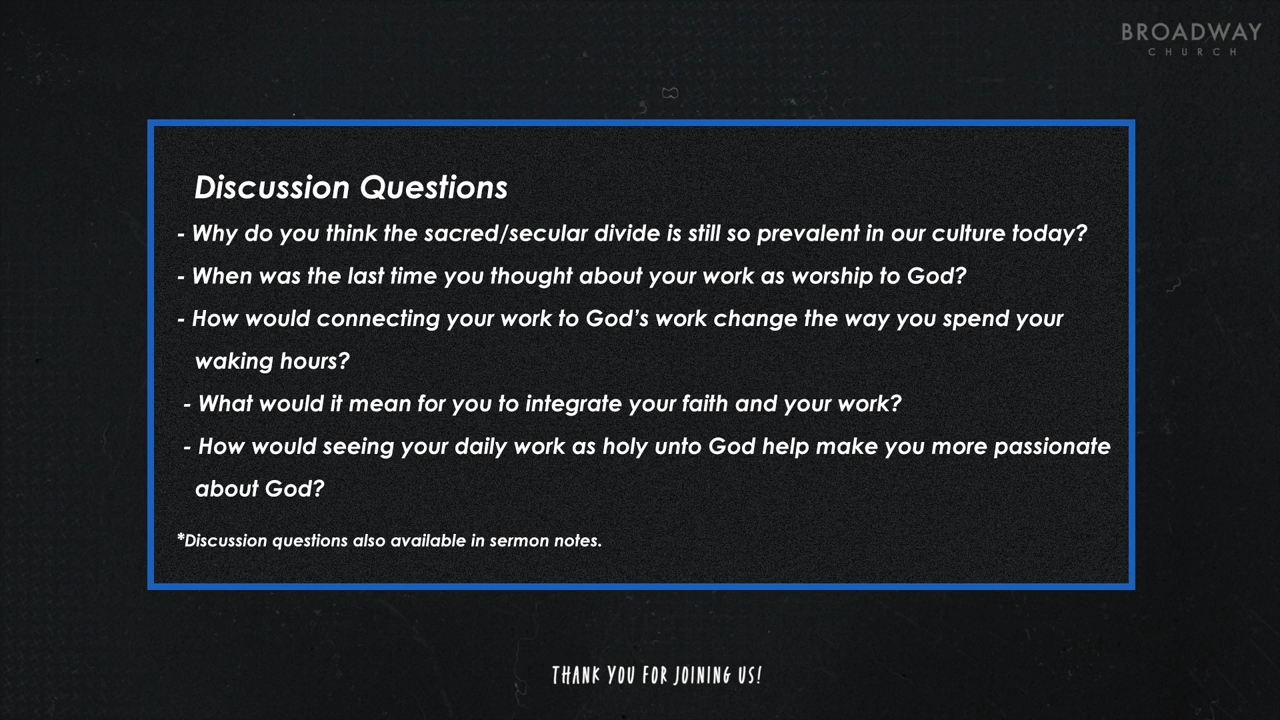 BROADWAY
CHURCH
Discussion Questions
- Why do you think the sacred/secular divide is still so prevalent in our culture today?
- When was the last time you thought about your work as worship to God?
- How would connecting your work to God’s work change the way you spend your
waking hours?
- What would it mean for you to integrate your faith and your work?
- How would seeing your daily work as holy unto God help make you more passionate
about God?
*Discussion questions also available in sermon notes.
THANK YOU FOR JOINING US!